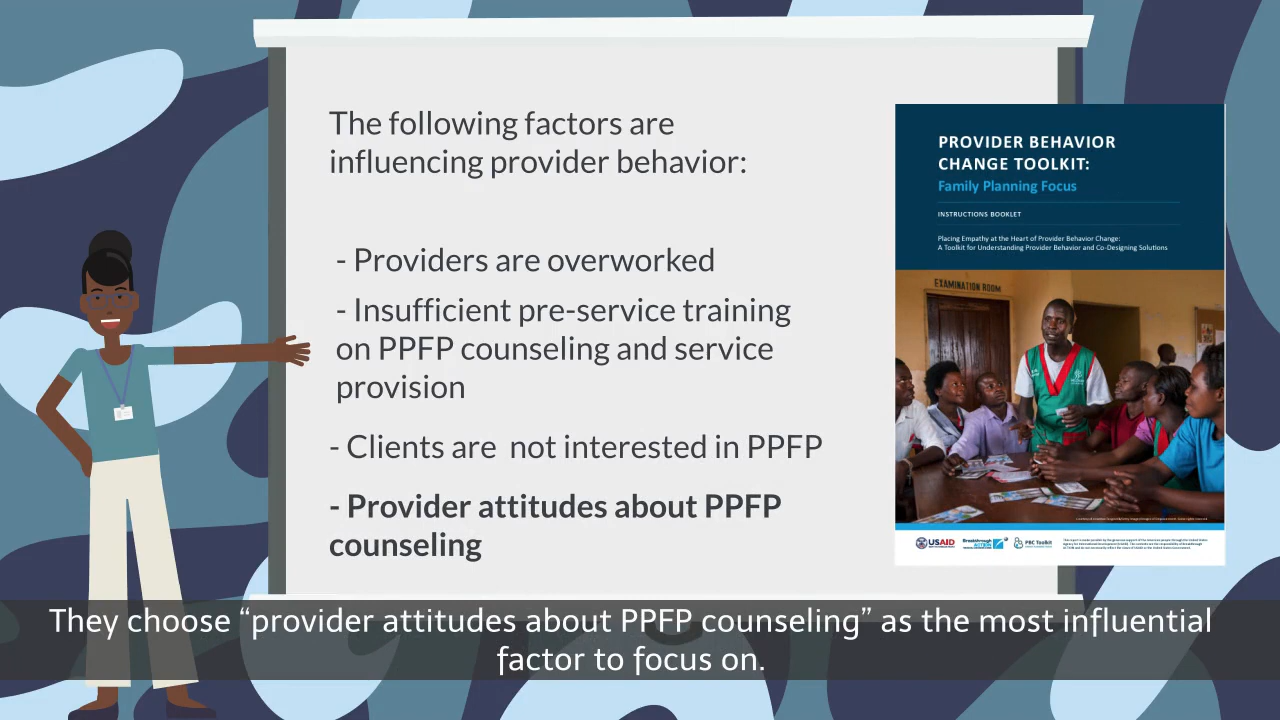 The following factors are
influencing provider behavior:
- Providers are overworked
- Insufficient pre-service training
on PPFP counseling and service
provision
- Clients are not interested in PPFP
- Provider attitudes about PPFP
counseling
PROVIDER BEHAVIOR
CHANGE TOOLKIT:
Family Planning Focus
INSTRUCTIONS BOOKLET
Placing Empathy at the Heart of Provider Behavior Change:
A Toolkit for Understanding Provider Behavior and Co-Designing Solutions
EXAMINATION ROOM
USAID
Breakthrough
ACTION
PBC Toolkit
They choose “provider attitudes about PPFP counseling” as the most influential
factor to focus on.